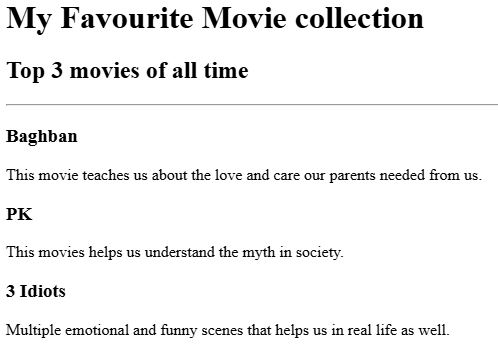 My Favourite Movie collection
Top 3 movies of all time
Baghban
This movie teaches us about the love and care our parents needed from us.
PK
This movies helps us understand the myth in society.
3 Idiots
Multiple emotional and funny scenes that helps us in real life as well.